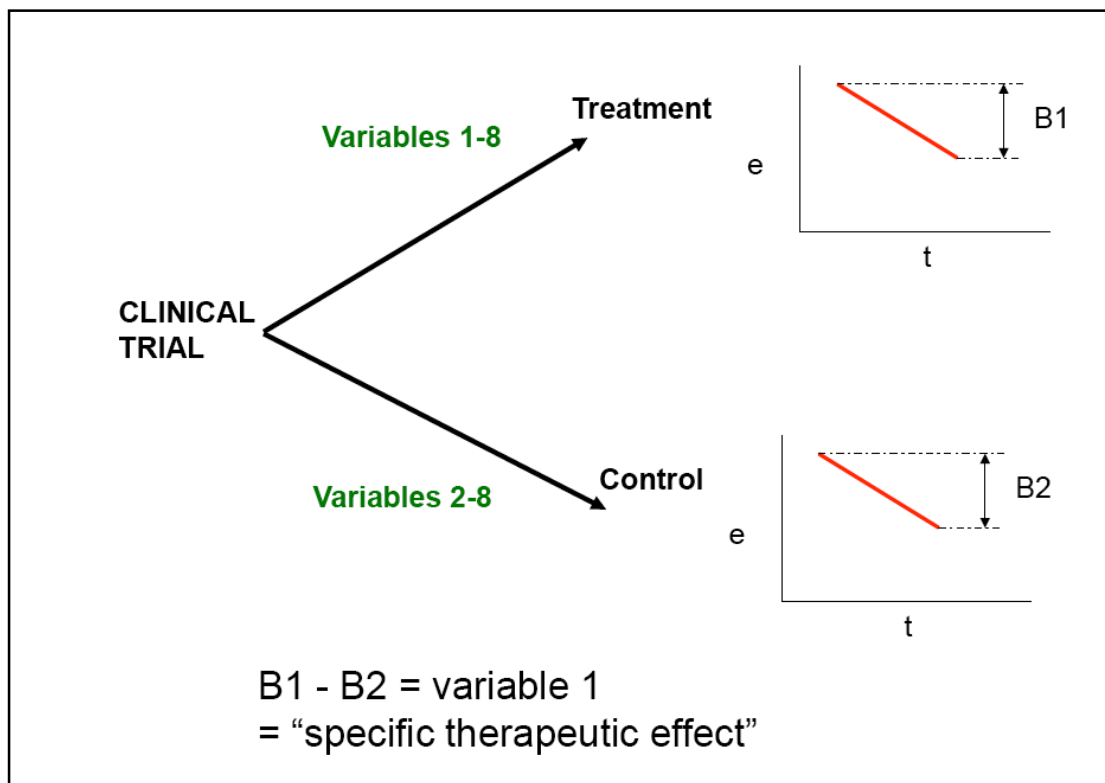 Treatment
Variables 1-8
B1
e
t
CLINICAL
TRIAL
Control
Variables 2-8
B2
e
t
B1 - B2 = variable 1
= “specific therapeutic effect”